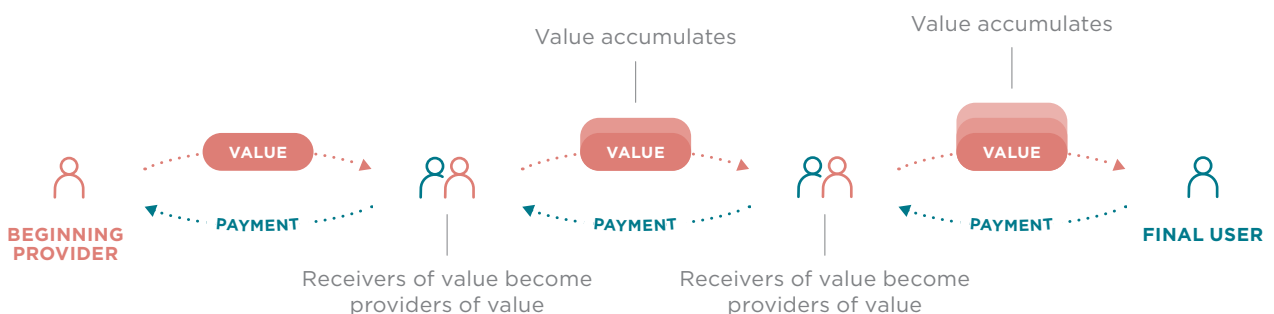 Value accumulates
Value accumulates
VALUE
VALUE
VALUE
PAYMENT
PAYMENT
PAYMENT
BEGINNING
PROVIDER
FINAL USER
Receivers of value become
providers of value
Receivers of value become
providers of value